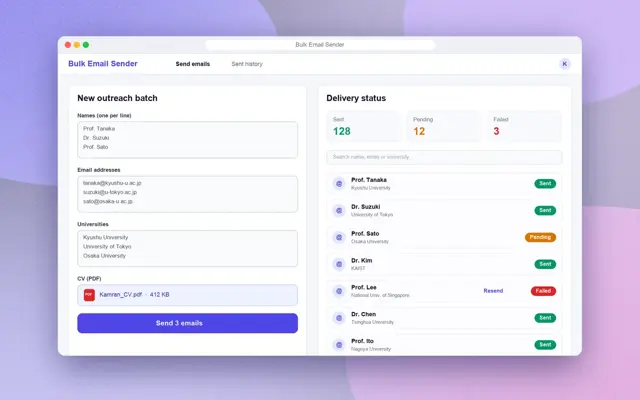 Bulk Email Sender
Bulk Email Sender
Send emails
Sent history
K
New outreach batch
Names (one per line)
Prof. Tanaka
Dr. Suzuki
Prof. Sato
Email addresses
tanaka@kyushu-u.ac.jp
suzuki@u-tokyo.ac.jp
sato@osaka-u.ac.jp
Universities
Kyushu University
University of Tokyo
Osaka University
CV (PDF)
PDF
Kamran_CV.pdf · 412 KB
Send 3 emails
Delivery status
Sent
128
Pending
12
Failed
3
Search name, email or university
@
Prof. Tanaka
Kyushu University
Sent
@
Dr. Suzuki
University of Tokyo
Sent
@
Prof. Sato
Osaka University
Pending
@
Dr. Kim
KAIST
Sent
@
Prof. Lee
National Univ. of Singapore
Resend
Failed
@
Dr. Chen
Tsinghua University
Sent
@
Prof. Ito
Nagoya University
Sent